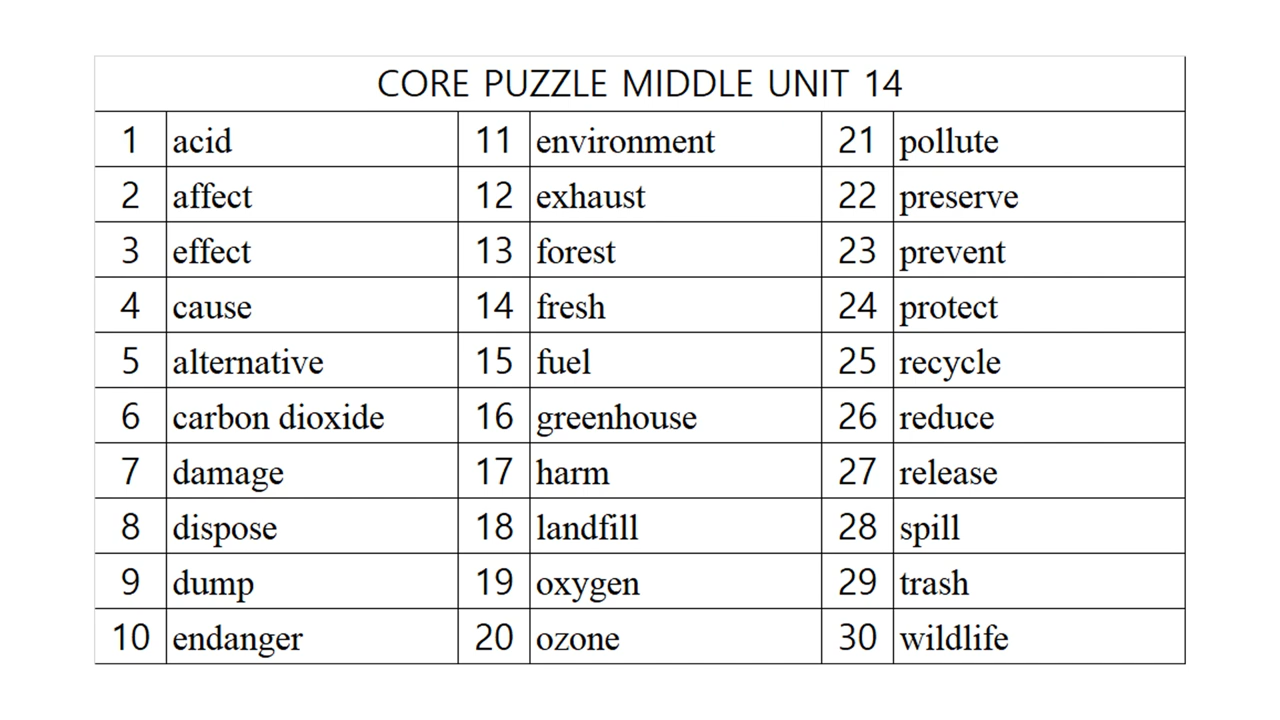 CORE PUZZLE MIDDLE UNIT 14
1 acid 11 environment 21 pollute
2 affect 12 exhaust 22 preserve
3 effect 13 forest 23 prevent
4 cause 14 fresh 24 protect
5 alternative 15 fuel 25 recycle
6 carbon dioxide 16 greenhouse 26 reduce
7 damage 17 harm 27 release
8 dispose 18 landfill 28 spill
9 dump 19 oxygen 29 trash
10 endanger 20 ozone 30 wildlife